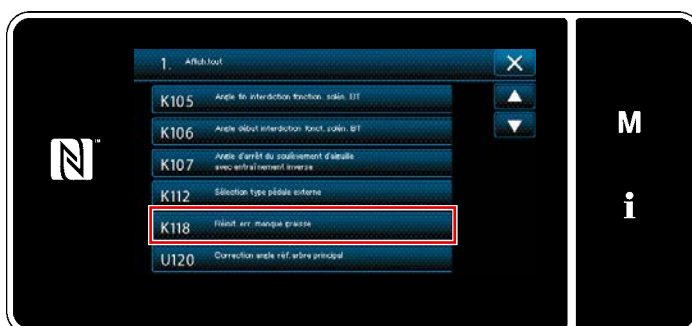 1. Affich.tout
K105 Angle fin interdiction fonction. solén. DT
K106 Angle début interdiction fonct. solén. BT
K107 Angle d'arrêt du soulèvement d'aiguille
avec entraînement inverse
K112 Sélection type pédale externe
K118 Réinit. err. manque graisse
U120 Correction angle réf. arbre principal
M
i
N